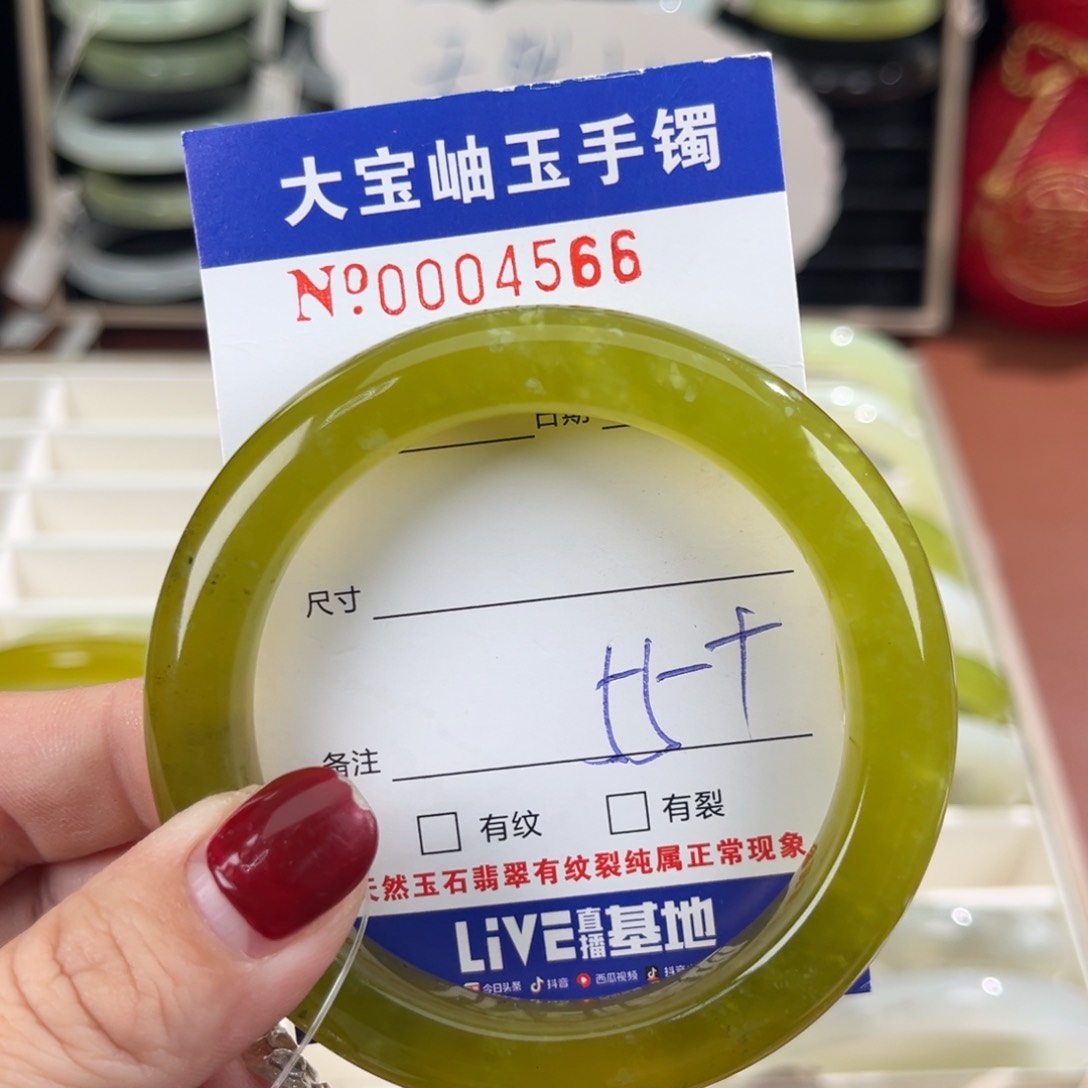 大宝岫玉手镯
Nº0004566
日期
尺寸
备注
有纹 有裂
天然玉石翡翠有纹裂纯属正常现象
LiVE直播基地
今日头条 抖音 西瓜视频 抖音